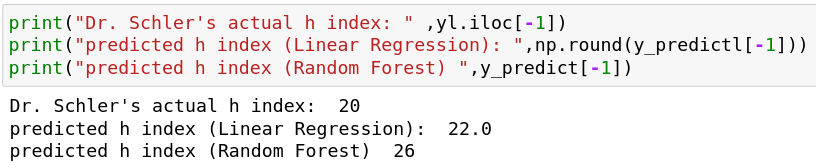 print("Dr. Schler's actual h index: " ,yl.iloc[-1])
print("predicted h index (Linear Regression): ",np.round(y_predictl[-1]))
print("predicted h index (Random Forest) ",y_predict[-1])
Dr. Schler's actual h index:  20
predicted h index (Linear Regression):  22.0
predicted h index (Random Forest)  26